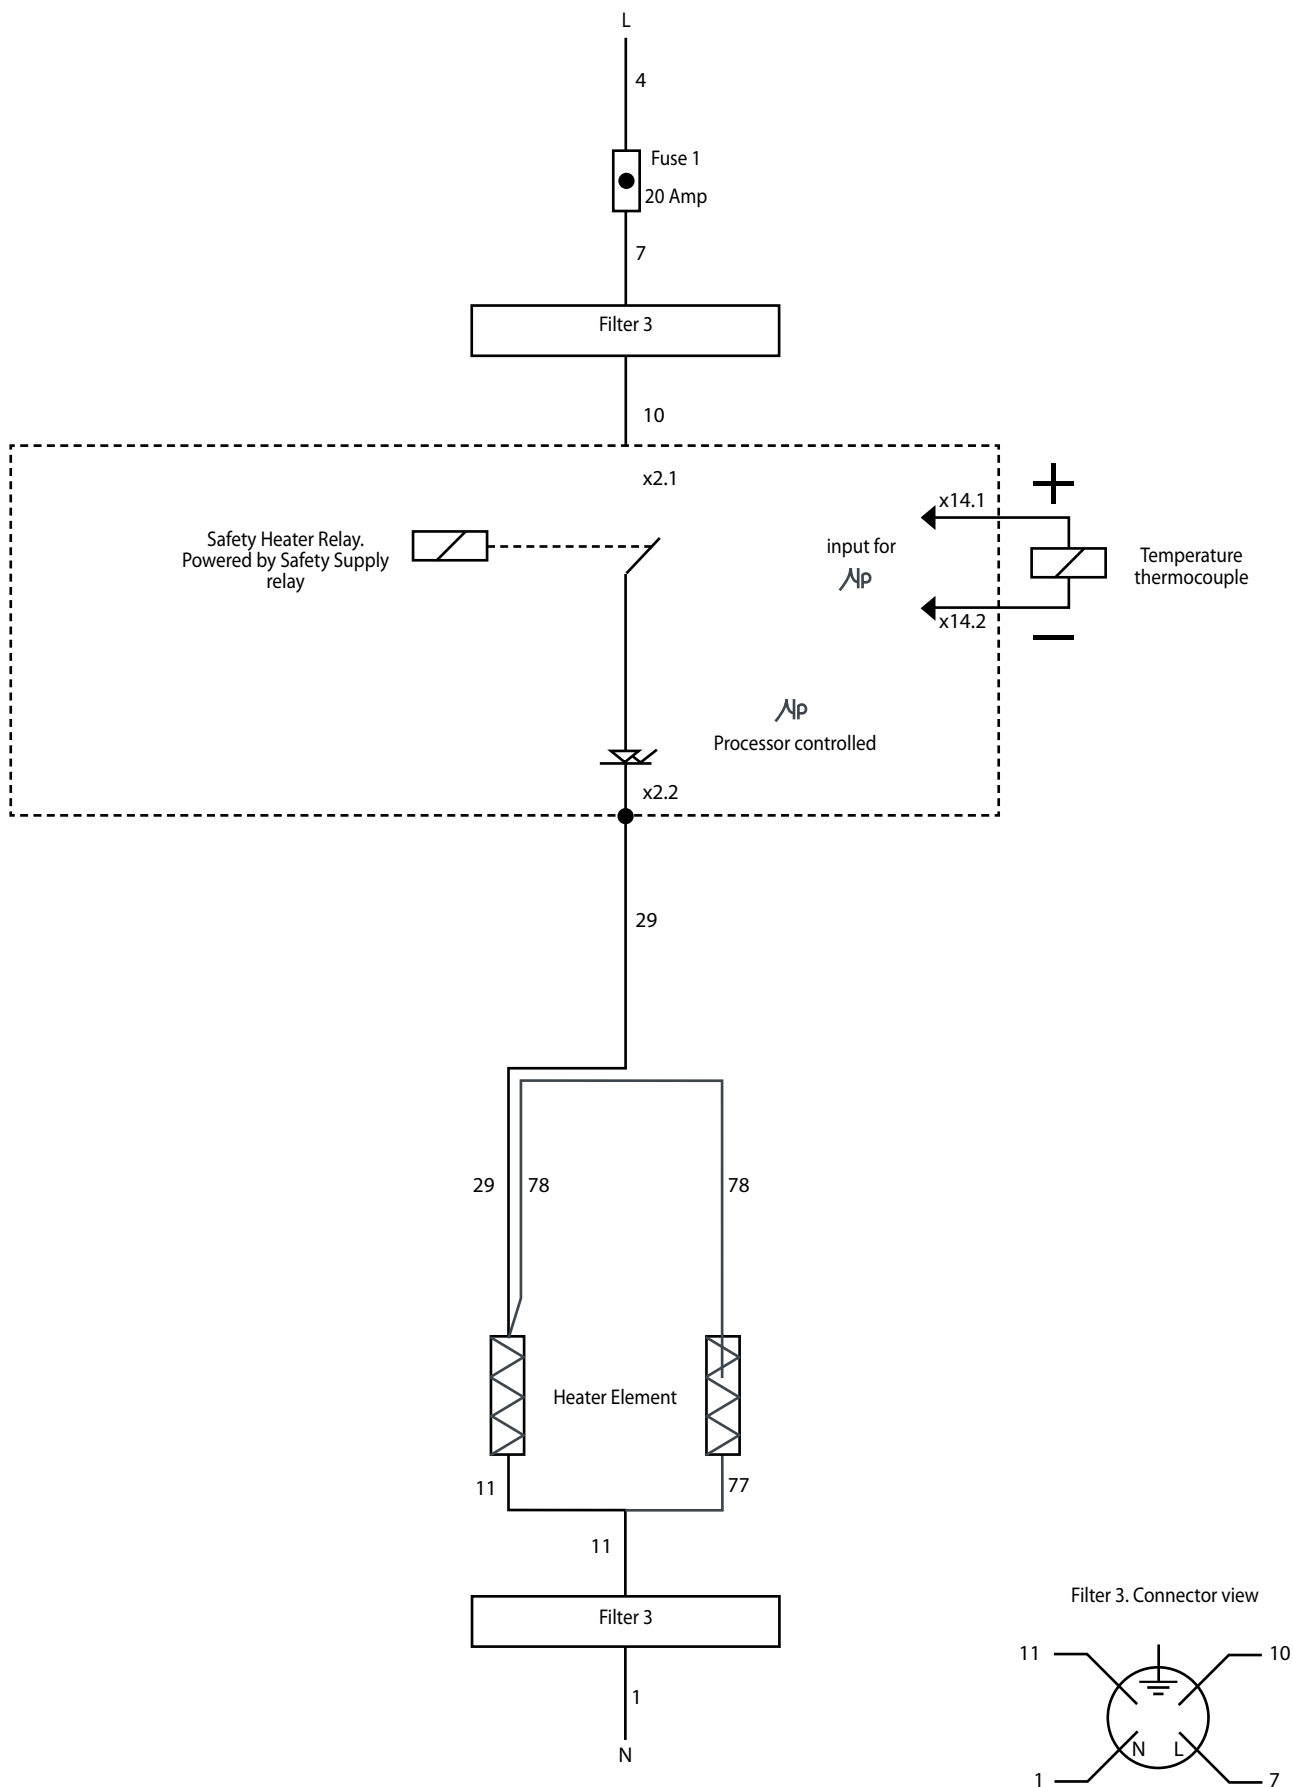 L
4
Fuse 1
20 Amp
7
Filter 3
10
x2.1
x14.1
Safety Heater Relay.
Powered by Safety Supply
relay
input for
μp
Temperature
thermocouple
x14.2
μp
Processor controlled
x2.2
29
29
78
78
Heater Element
11
77
11
Filter 3
1
N
Filter 3. Connector view
11
10
N
L
1
7